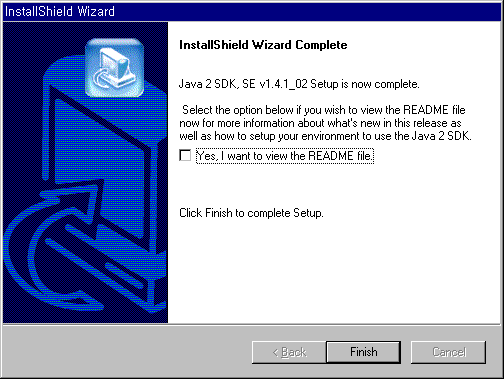 InstallShield Wizard
InstallShield Wizard Complete
Java 2 SDK, SE v1.4.1_02 Setup is now complete.
Select the option below if you wish to view the README file
now for more information about what's new in this release as
well as how to setup your environment to use the Java 2 SDK.
Yes, I want to view the README file.
Click Finish to complete Setup.
< Back
Finish
Cancel